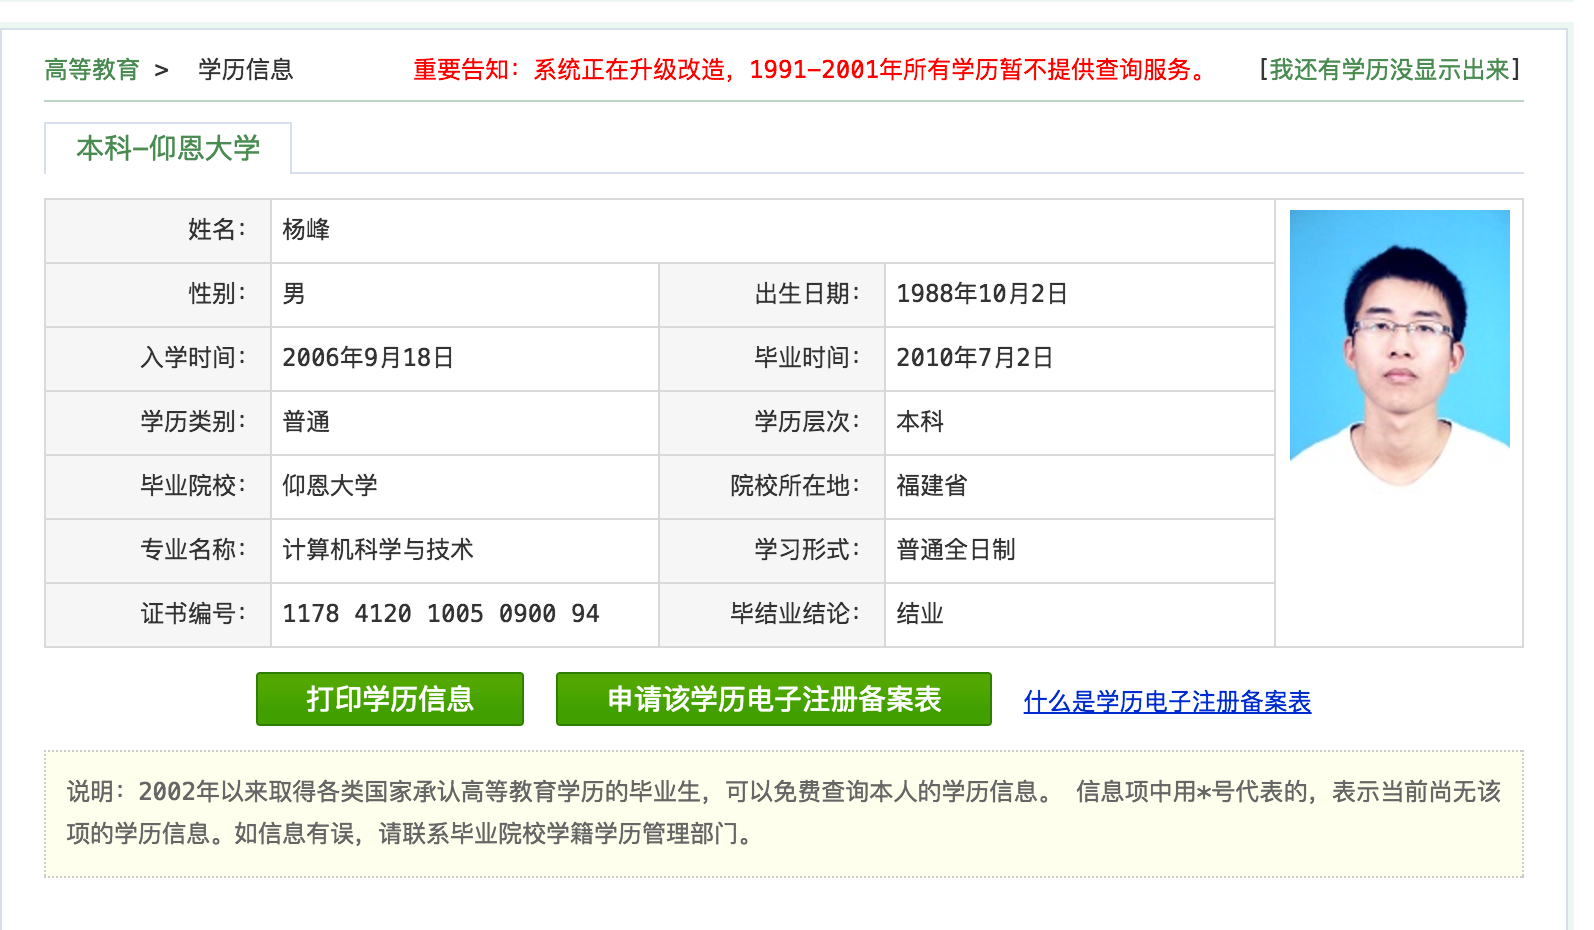 高等教育 > 学历信息 重要告知：系统正在升级改造，1991-2001年所有学历暂不提供查询服务。 [我还有学历没显示出来]
本科-仰恩大学
姓名： 杨峰
性别： 男 出生日期： 1988年10月2日
入学时间： 2006年9月18日 毕业时间： 2010年7月2日
学历类别： 普通 学历层次： 本科
毕业院校： 仰恩大学 院校所在地： 福建省
专业名称： 计算机科学与技术 学习形式： 普通全日制
证书编号： 1178 4120 1005 0900 94 毕结业结论： 结业
打印学历信息 申请该学历电子注册备案表 什么是学历电子注册备案表
说明：2002年以来取得各类国家承认高等教育学历的毕业生，可以免费查询本人的学历信息。 信息项中用*号代表的，表示当前尚无该
项的学历信息。如信息有误，请联系毕业院校学籍学历管理部门。